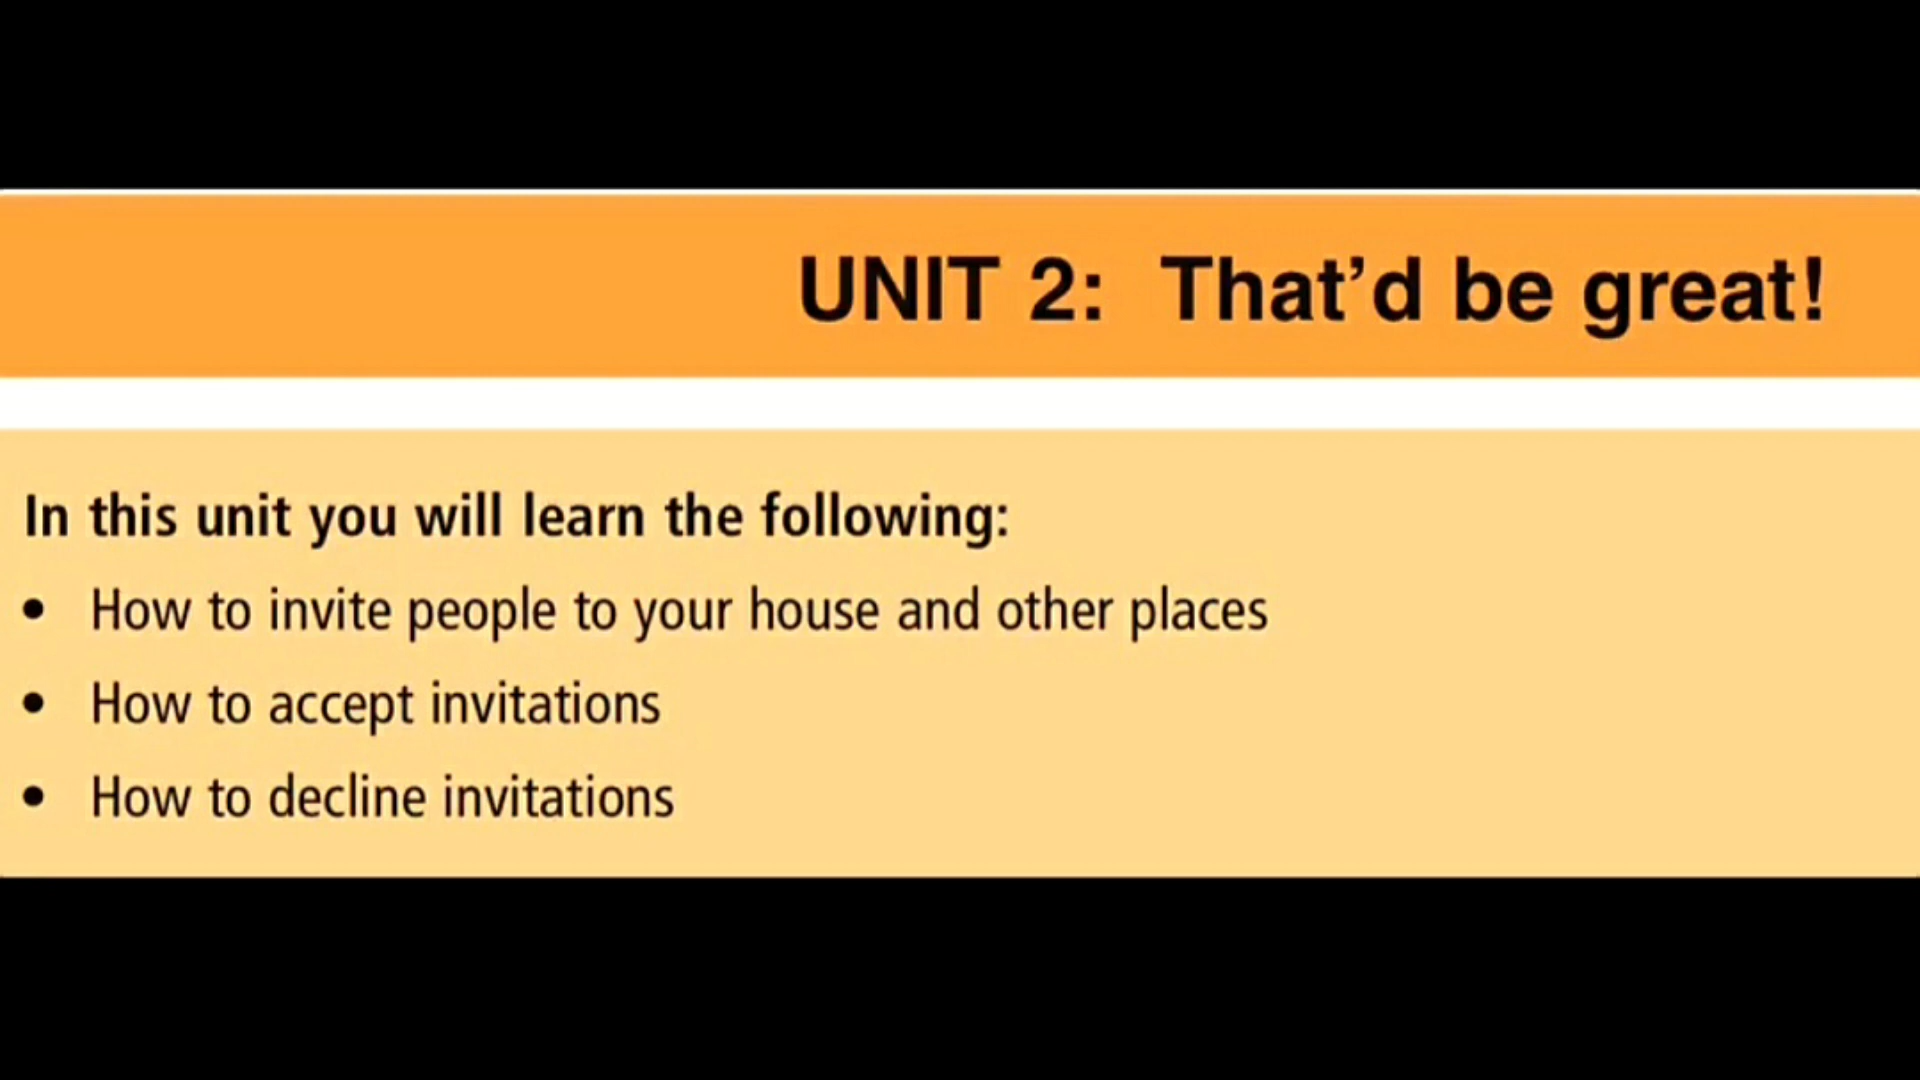 UNIT 2: That’d be great!
In this unit you will learn the following:
• How to invite people to your house and other places
• How to accept invitations
• How to decline invitations